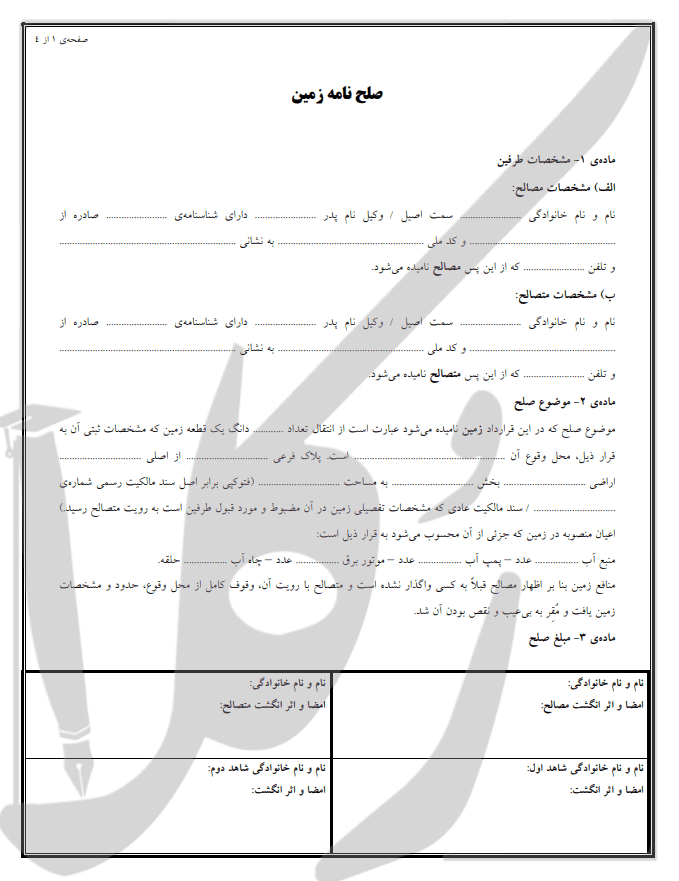 صفحه‌ی ۱ از ۴
صلح نامه زمین
ماده‌ی ۱- مشخصات طرفین
الف) مشخصات مصالح:
نام و نام خانوادگی ........................ سمت اصیل / وکیل نام پدر ........................ دارای شناسنامه‌ی ........................ صادره از
........................................................ و کد ملی ........................................................ به نشانی ....................................................................
و تلفن ........................ که از این پس مصالح نامیده می‌شود.
ب) مشخصات متصالح:
نام و نام خانوادگی ........................ سمت اصیل / وکیل نام پدر ........................ دارای شناسنامه‌ی ........................ صادره از
........................................................ و کد ملی ........................................................ به نشانی ....................................................................
و تلفن ........................ که از این پس متصالح نامیده می‌شود.
ماده‌ی ۲- موضوع صلح
موضوع صلح که در این قرارداد زمین نامیده می‌شود عبارت است از انتقال تعداد ............ دانگ یک قطعه زمین که مشخصات ثبتی آن به
قرار ذیل، محل وقوع آن ............................................................ است. پلاک فرعی ................................ از اصلی ................................
اراضی ................................ بخش ................................ به مساحت ................................ (فتوکپی برابر اصل سند مالکیت رسمی شماره‌ی
................................ / سند مالکیت عادی که مشخصات تفصیلی زمین در آن مضبوط و مورد قبول طرفین است به رویت متصالح رسید.)
اعیان منصوبه در زمین که جزئی از آن محسوب می‌شود به قرار ذیل است:
منبع آب ................. عدد – پمپ آب ................. عدد – موتور برق ................. عدد – چاه آب ................. حلقه.
منافع زمین بنا بر اظهار مصالح قبلاً به کسی واگذار نشده است و متصالح با رویت آن، وقوف کامل از محل وقوع، حدود و مشخصات
زمین یافت و مُقِر به بی‌عیب و نقص بودن آن شد.
ماده‌ی ۳- مبلغ صلح
نام و نام خانوادگی:
امضا و اثر انگشت مصالح:
نام و نام خانوادگی:
امضا و اثر انگشت متصالح:
نام و نام خانوادگی شاهد اول:
امضا و اثر انگشت:
نام و نام خانوادگی شاهد دوم:
امضا و اثر انگشت: